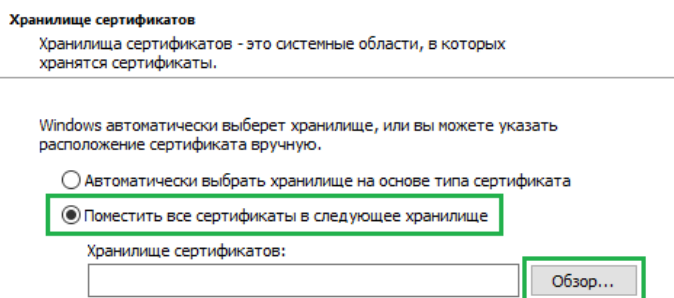 Хранилище сертификатов
Хранилища сертификатов - это системные области, в которых
хранятся сертификаты.
Windows автоматически выберет хранилище, или вы можете указать
расположение сертификата вручную.
Автоматически выбрать хранилище на основе типа сертификата
Поместить все сертификаты в следующее хранилище
Хранилище сертификатов:
Обзор...